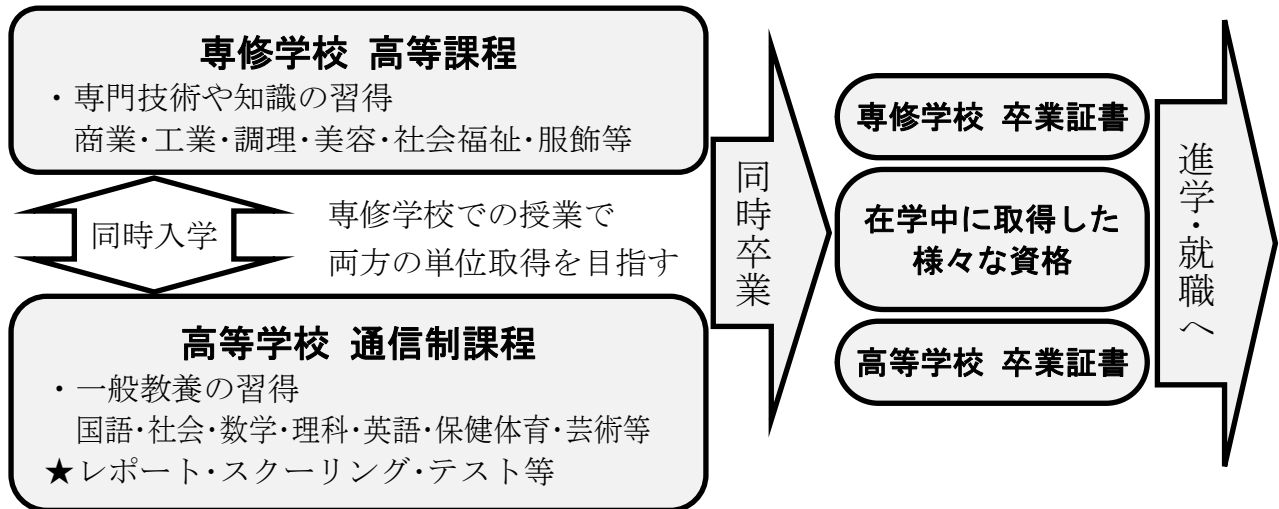 専修学校 高等課程
・専門技術や知識の習得
商業･工業･調理･美容･社会福祉･服飾等
同時入学
専修学校での授業で
両方の単位取得を目指す
高等学校 通信制課程
・一般教養の習得
国語･社会･数学･理科･英語･保健体育･芸術等
★レポート･スクーリング･テスト等
同時卒業
専修学校 卒業証書
在学中に取得した
様々な資格
高等学校 卒業証書
進学･就職へ